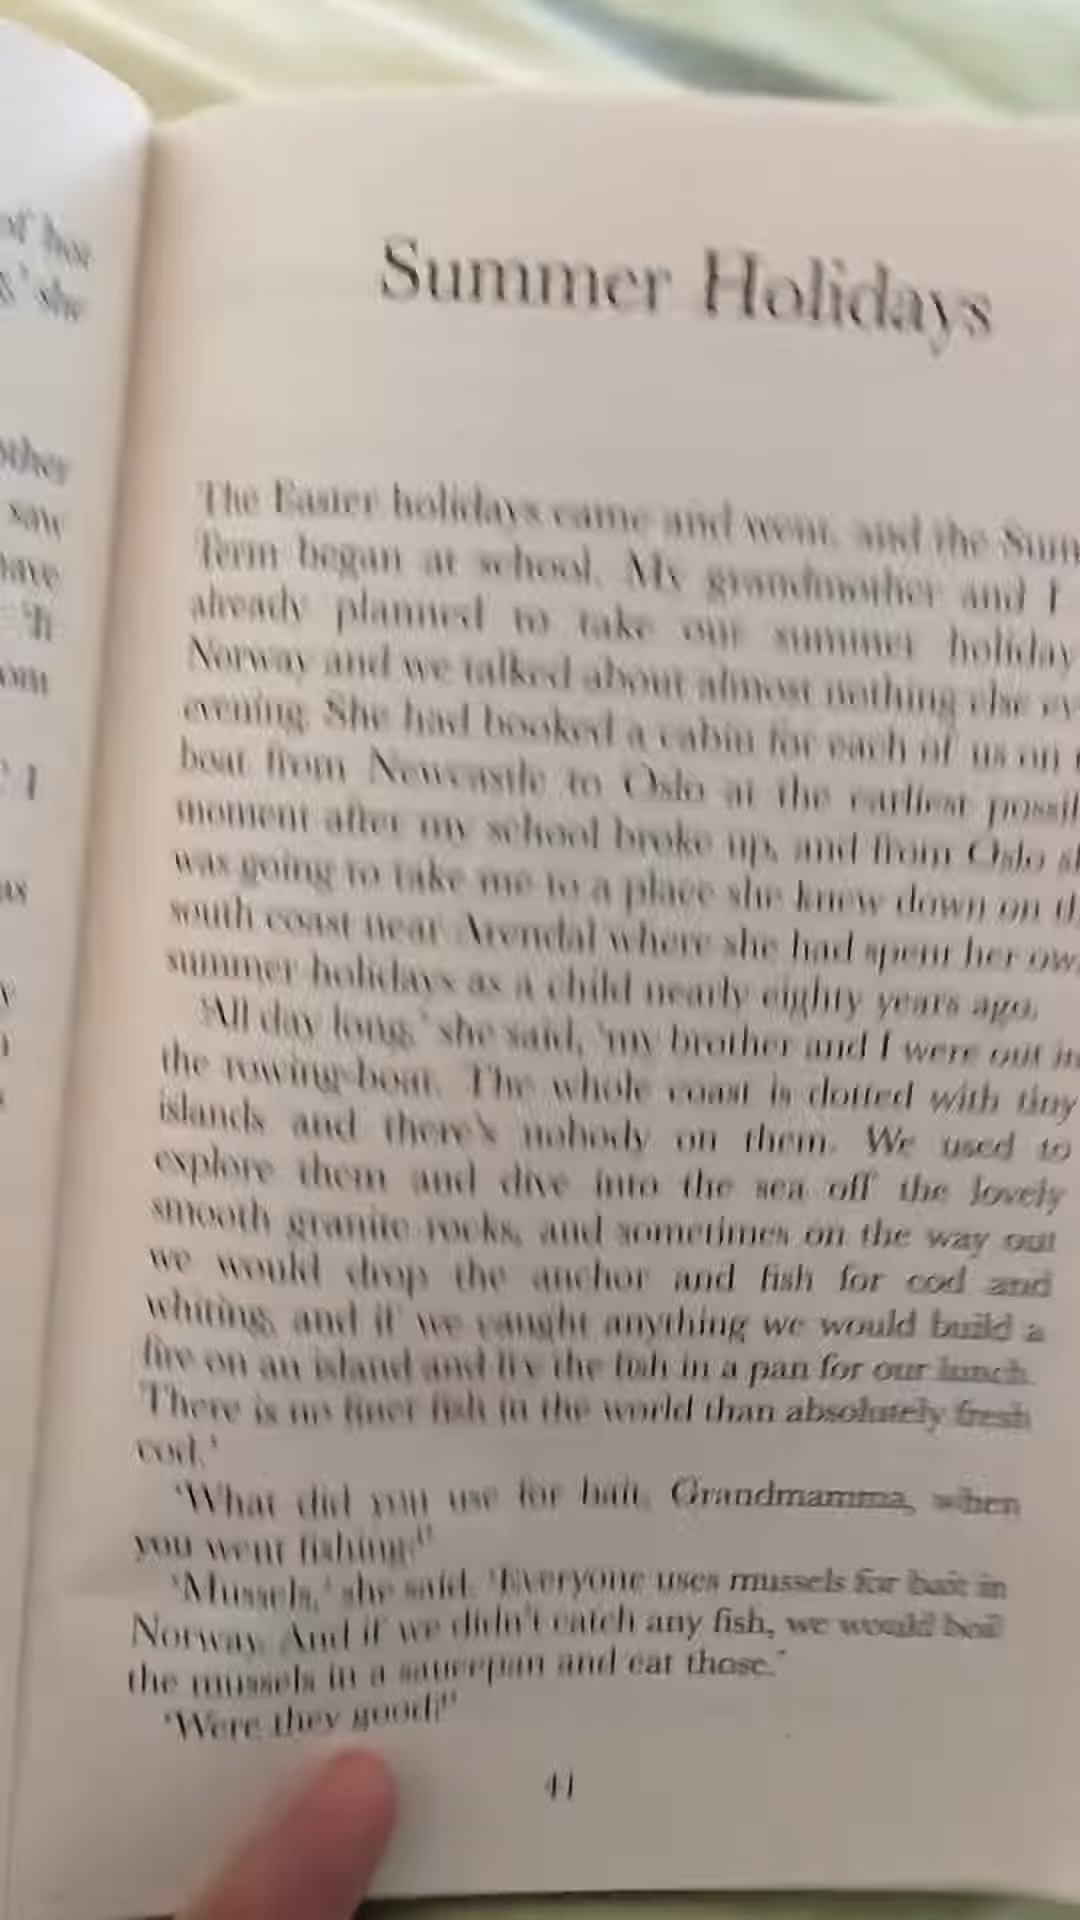 of hot
she
other
saw
have
'It
I
Summer Holidays
The Easter holidays came and went, and the Sum
Term began at school. My grandmother and I
already planned to take our summer holiday
Norway and we talked about almost nothing else ev
evening. She had booked a cabin for each of us on
boat from Newcastle to Oslo at the earliest possib
moment after my school broke up, and from Oslo sh
was going to take me to a place she knew down on th
south coast near Arendal where she had spent her ow
summer holidays as a child nearly eighty years ago.
'All day long,' she said, 'my brother and I were out in
the rowing-boat. The whole coast is dotted with tiny
islands and there's nobody on them. We used to
explore them and dive into the sea off the lovely
smooth granite rocks, and sometimes on the way out
we would drop the anchor and fish for cod and
whiting, and if we caught anything we would build a
fire on an island and fry the fish in a pan for our lunch.
There is no finer fish in the world than absolutely fresh
cod.'
'What did you use for bait, Grandmamma, when
you went fishing?'
'Mussels,' she said. 'Everyone uses mussels for bait in
Norway. And if we didn't catch any fish, we would boil
the mussels in a saucepan and eat those.'
'Were they good?'
41